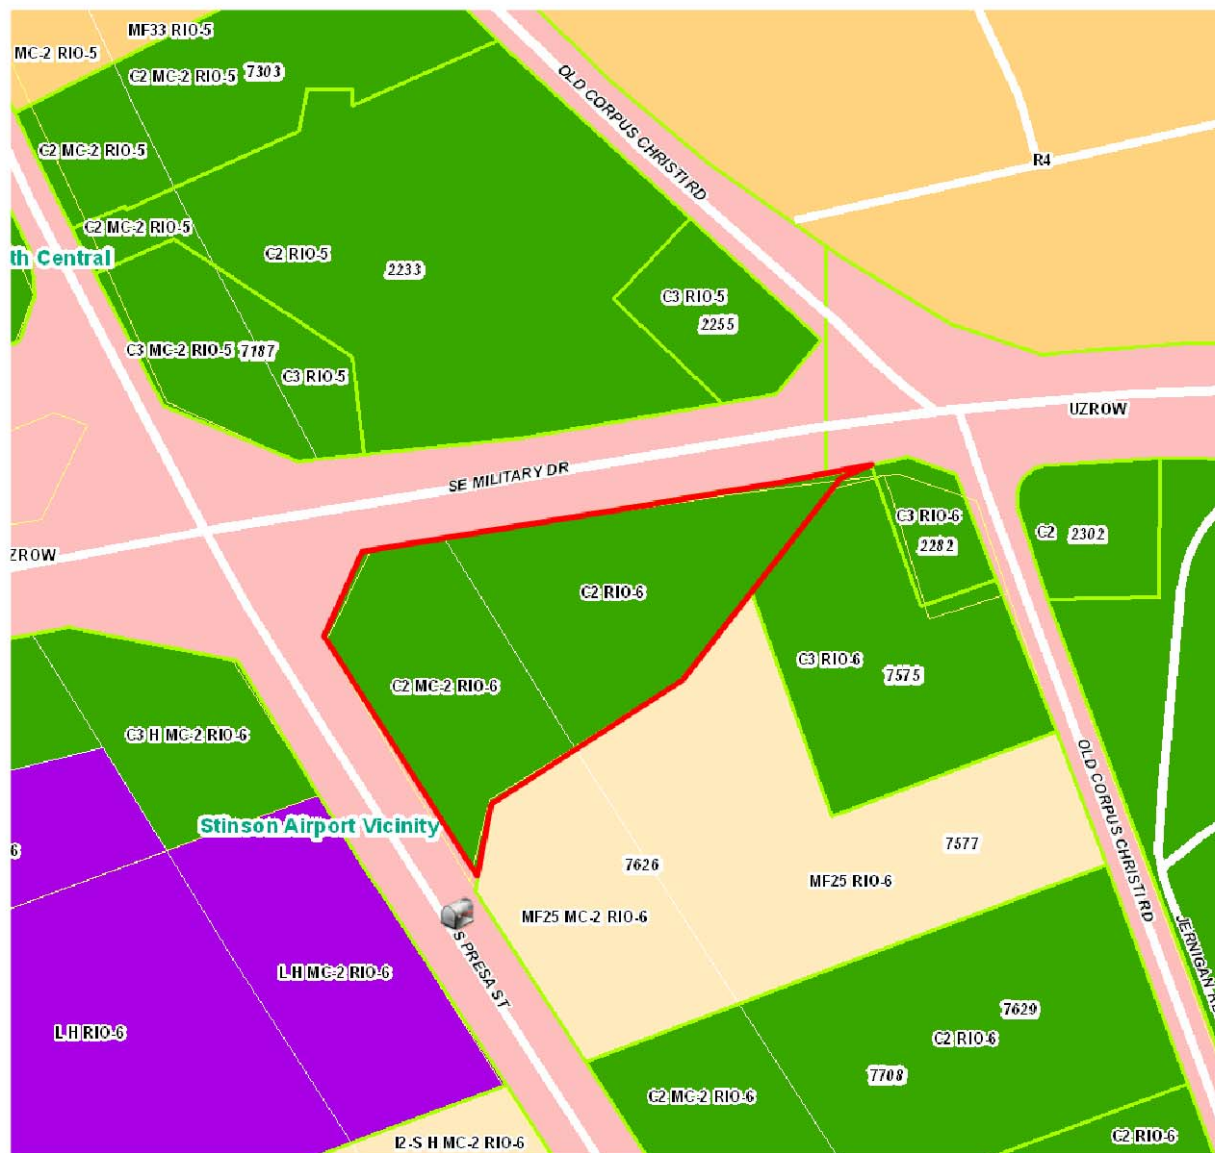 MF33 RIO-5
MC-2 RIO-5
C2 MC-2 RIO-5
7303
OLD CORPUS CHRISTI RD
C2 MC-2 RIO-5
R4
C2 MC-2 RIO-5
C2 RIO-5
th Central
2233
C3 RIO-5
2255
C3 MC-2 RIO-5
7187
C3 RIO-5
UZROW
SE MILITARY DR
C3 RIO-6
2282
C2
2302
ZROW
C2 RIO-6
C3 RIO-6
7575
C2 MC-2 RIO-6
C3 H MC-2 RIO-6
Stinson Airport Vicinity
OLD CORPUS CHRISTI RD
6
7577
7626
MF25 RIO-6
MF25 MC-2 RIO-6
S PRESA ST
JERNIGAN RD
L H MC-2 RIO-6
L H RIO-6
7629
C2 RIO-6
7708
C2 MC-2 RIO-6
I2-S H MC-2 RIO-6
C2 RIO-6